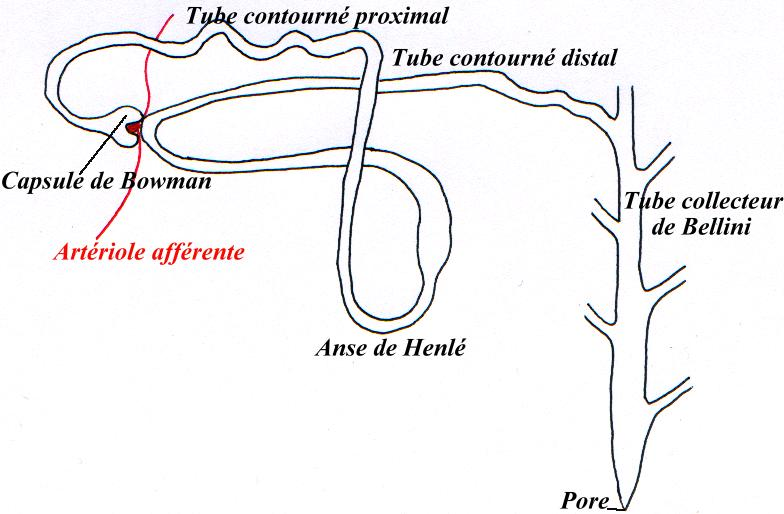 Tube contourné proximal
Tube contourné distal
Capsule de Bowman
Tube collecteur
de Bellini
Artériole afférente
Anse de Henlé
Pore